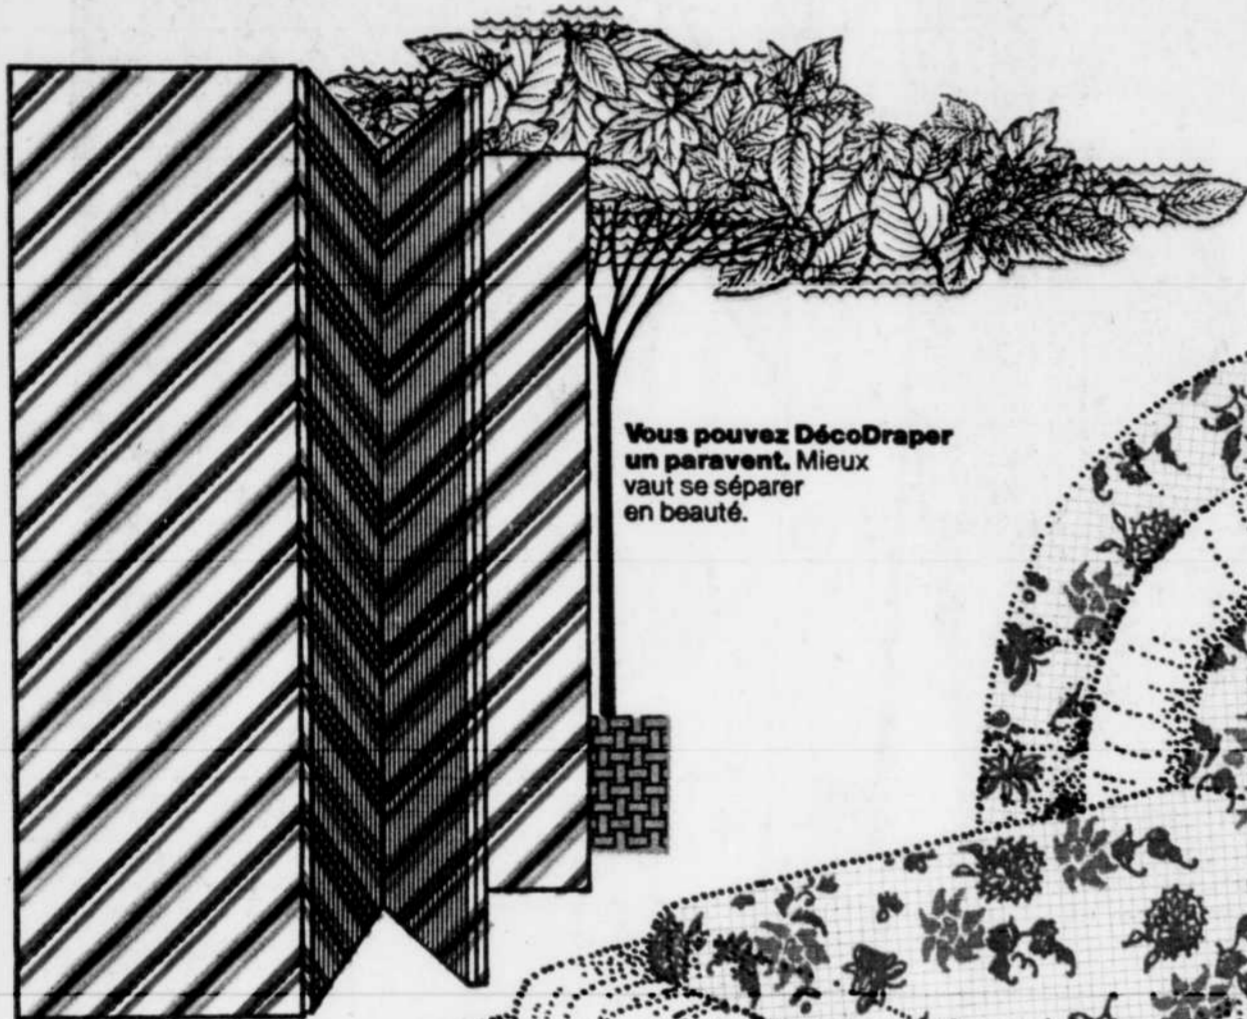 Vous pouvez DécoDraper
un paravent. Mieux
vaut se séparer
en beauté.